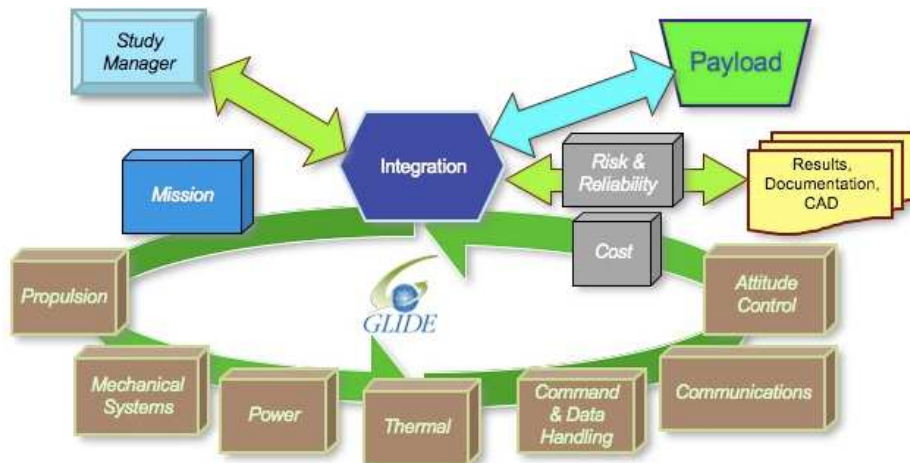 Study
Manager
Payload
Integration
Risk &
Reliability
Results,
Documentation,
CAD
Mission
Cost
Propulsion
GLIDE
Attitude
Control
Mechanical
Systems
Power
Thermal
Command
& Data
Handling
Communications